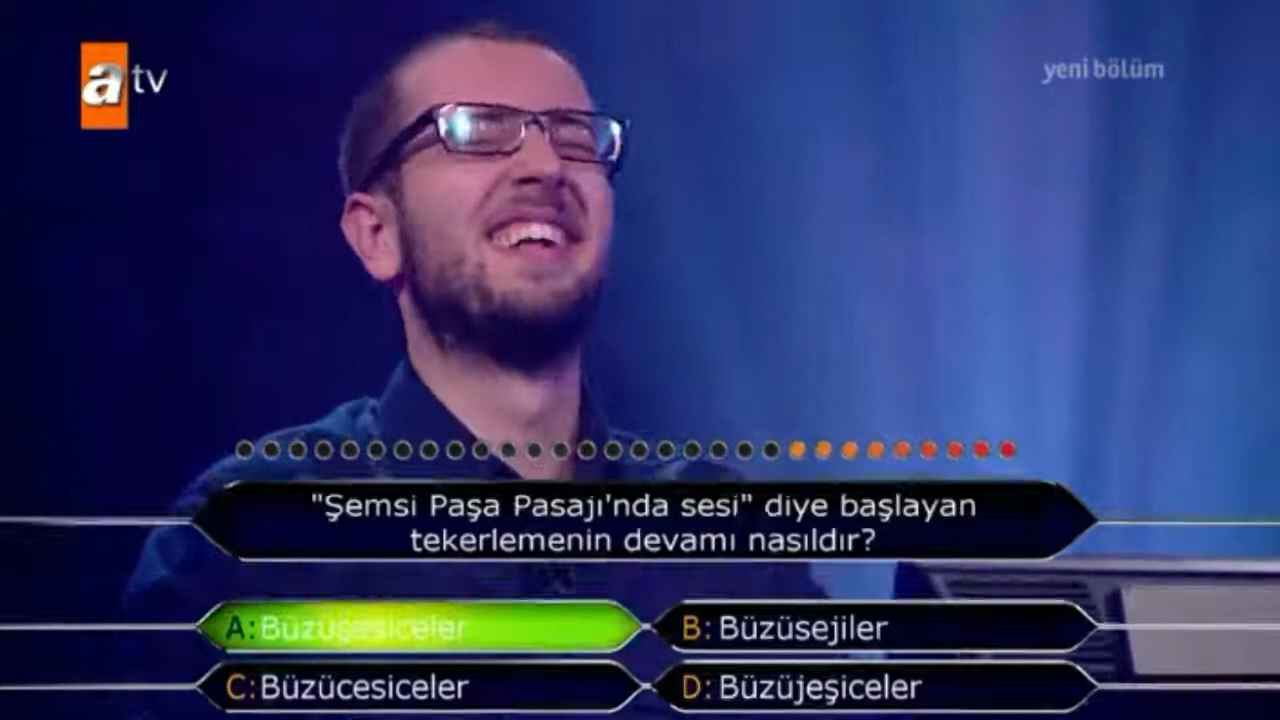 atv
yeni bölüm
"Şemsi Paşa Pasajı'nda sesi" diye başlayan
tekerlemenin devamı nasıldır?
A: Büzüşesiceler
B: Büzüsejiler
C: Büzücesiceler
D: Büzüjeşiceler